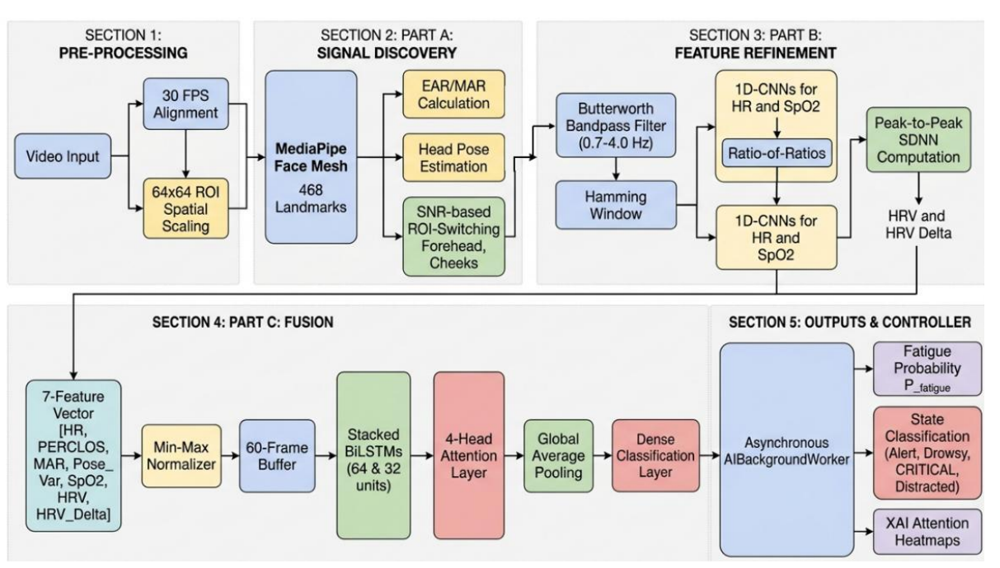 SECTION 1:
PRE-PROCESSING
Video Input
30 FPS
Alignment
64x64 ROI
Spatial
Scaling
SECTION 2: PART A:
SIGNAL DISCOVERY
MediaPipe
Face Mesh
468
Landmarks
EAR/MAR
Calculation
Head Pose
Estimation
SNR-based
ROI-Switching
Forehead,
Cheeks
SECTION 3: PART B:
FEATURE REFINEMENT
Butterworth
Bandpass Filter
(0.7-4.0 Hz)
Hamming
Window
1D-CNNs for
HR and SpO2
Ratio-of-Ratios
1D-CNNs for
HR and
SpO2
Peak-to-Peak
SDNN
Computation
HRV and
HRV Delta
SECTION 4: PART C: FUSION
7-Feature
Vector
[HR,
PERCLOS,
MAR, Pose_
Var, SpO2,
HRV,
HRV_Delta]
Min-Max
Normalizer
60-Frame
Buffer
Stacked
BiLSTMs
(64 & 32
units)
4-Head
Attention
Layer
Global
Average
Pooling
Dense
Classification
Layer
SECTION 5: OUTPUTS & CONTROLLER
Asynchronous
AIBackgroundWorker
Fatigue
Probability
P_fatigue
State
Classification
(Alert, Drowsy,
CRITICAL,
Distracted)
XAI Attention
Heatmaps